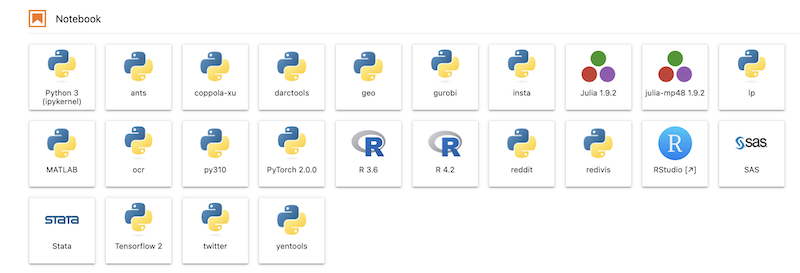 Notebook
Python 3
(ipykernel)
ants
coppola-xu
darctools
geo
gurobi
insta
Julia 1.9.2
julia-mp48 1.9.2
lp
MATLAB
ocr
py310
PyTorch 2.0.0
R
R 3.6
R
R 4.2
reddit
redivis
R
RStudio [↗]
sas
SAS
STATA
Stata
Tensorflow 2
twitter
yentools